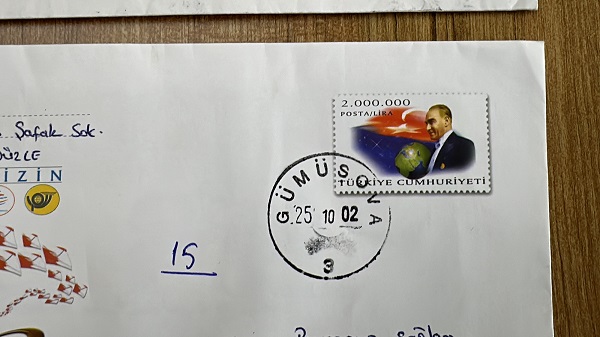 2.000.000
POSTA/LİRA
TÜRKİYE CUMHURİYETİ
Şafak Sok.
İZİN
GÜMÜŞOVA
25 10 02
3
15